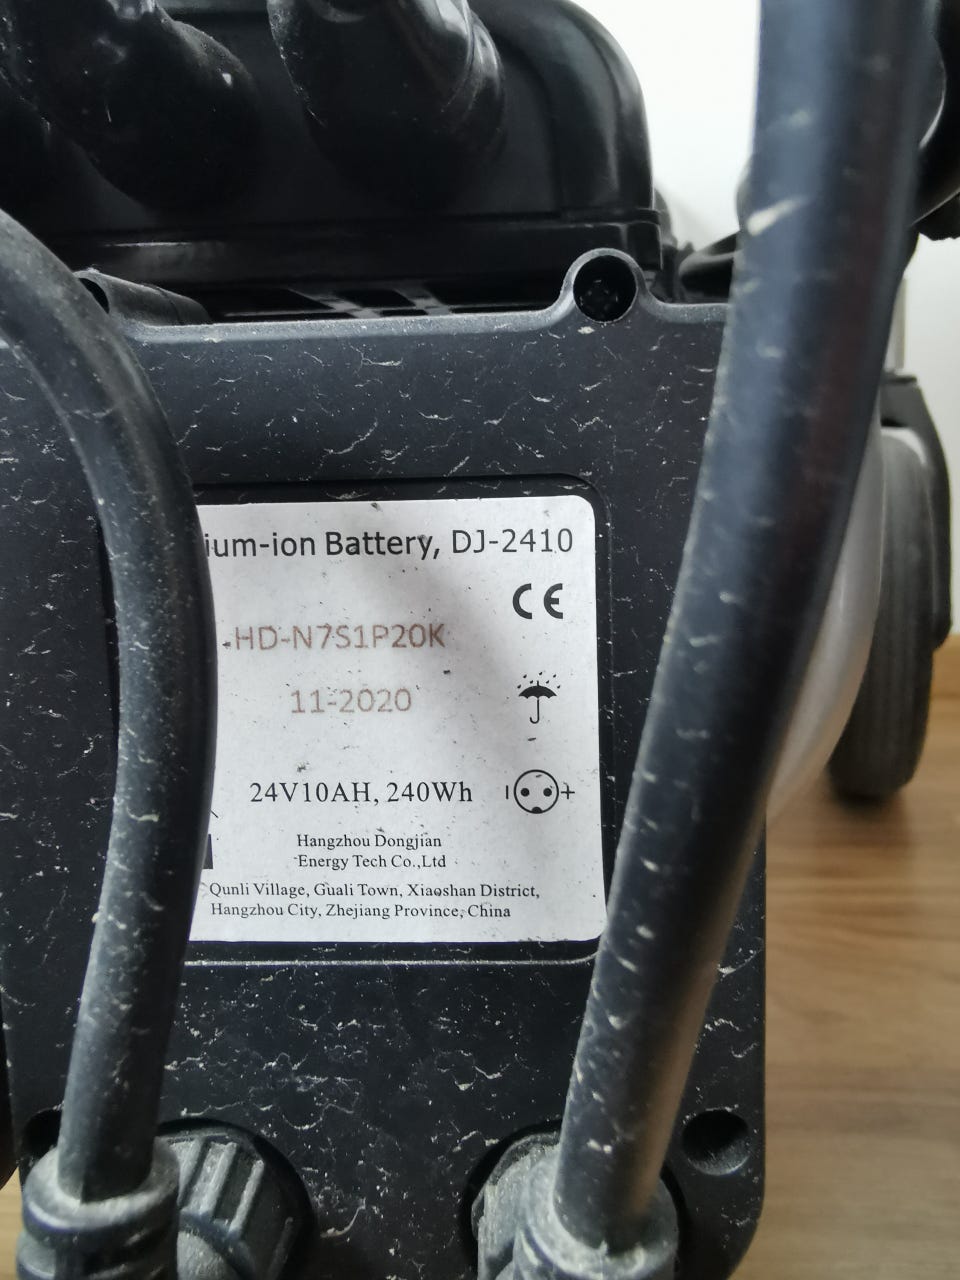 ium-ion Battery, DJ-2410
CE
HD-N7S1P20K
11-2020
24V10AH, 240Wh
- +
Hangzhou Dongjian
Energy Tech Co.,Ltd
Qunli Village, Guali Town, Xiaoshan District,
Hangzhou City, Zhejiang Province, China